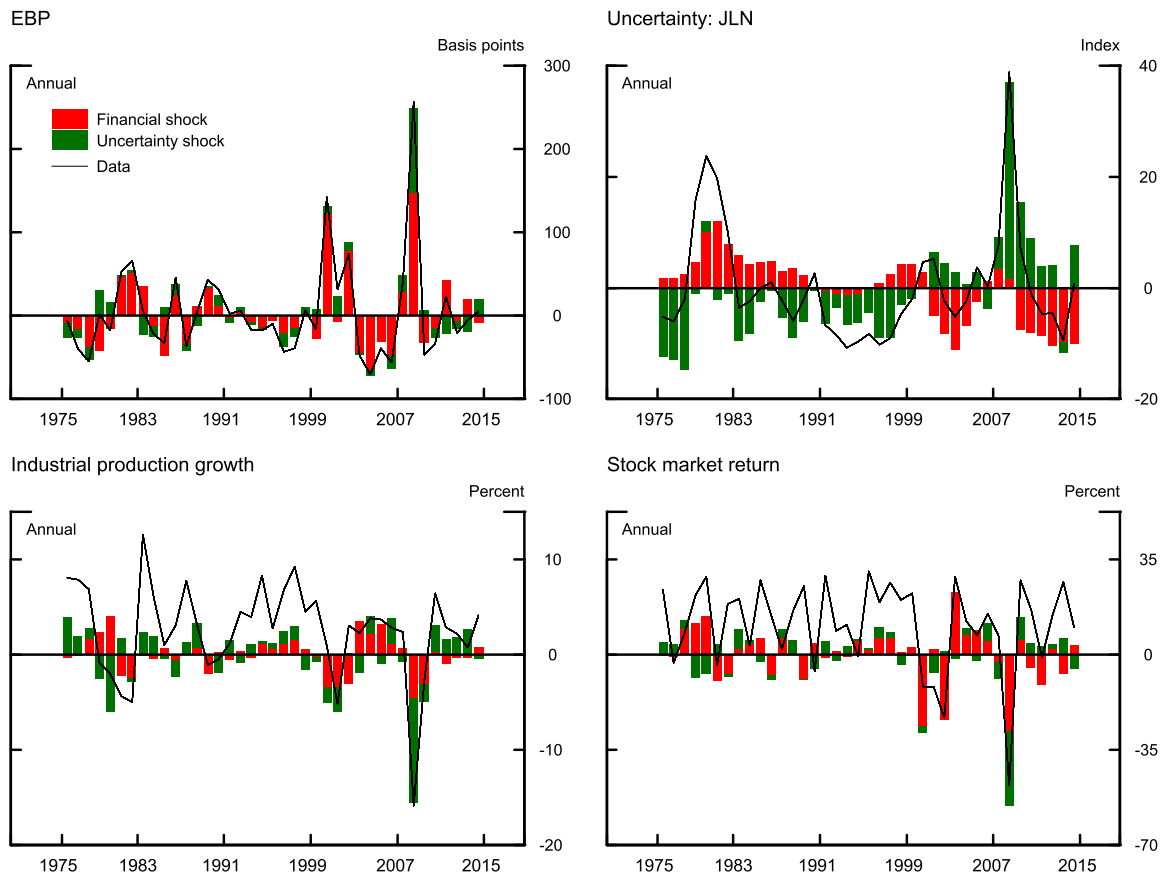 EBP
Basis points
Annual
Financial shock
Uncertainty shock
Data
300
200
100
0
-100
1975 1983 1991 1999 2007 2015
Uncertainty: JLN
Index
Annual
40
20
0
-20
1975 1983 1991 1999 2007 2015
Industrial production growth
Percent
Annual
10
0
-10
-20
1975 1983 1991 1999 2007 2015
Stock market return
Percent
Annual
35
0
-35
-70
1975 1983 1991 1999 2007 2015